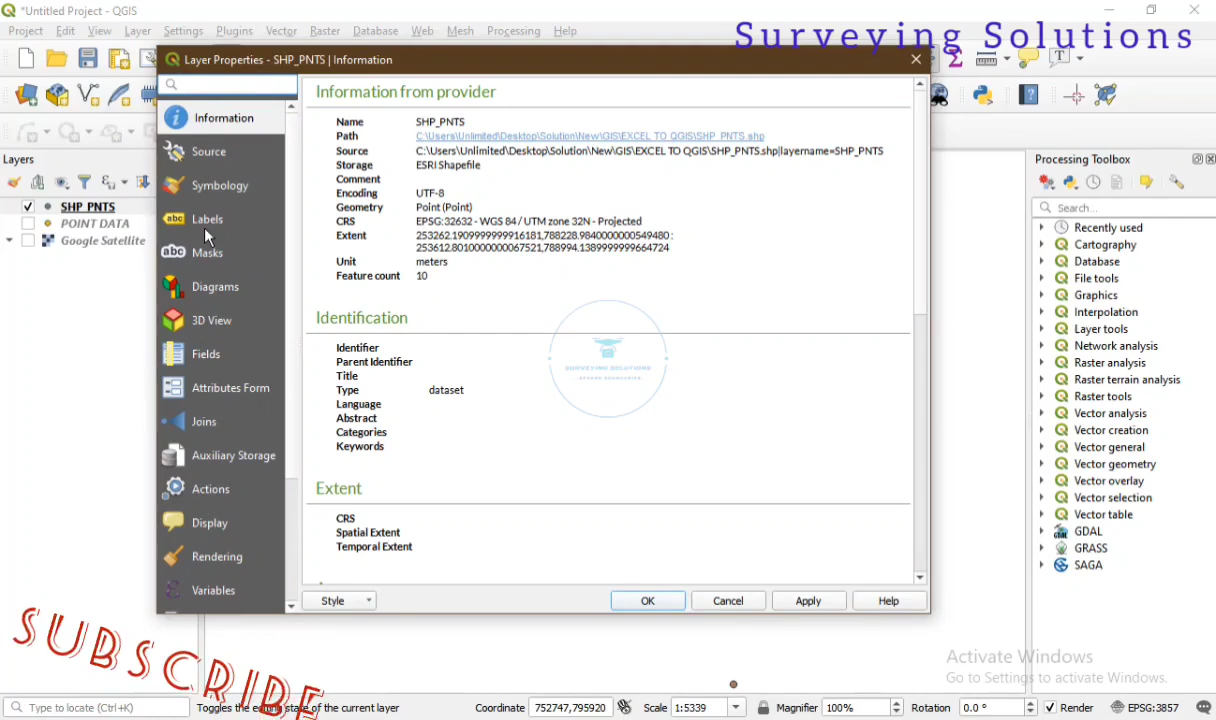 *Untitled Project - QGIS
Project Edit View Layer Settings Plugins Vector Raster Database Web Mesh Processing Help
Surveying Solutions
Layer Properties - SHP_PNTS | Information
Information
Source
Symbology
Labels
Masks
Diagrams
3D View
Fields
Attributes Form
Joins
Auxiliary Storage
Actions
Display
Rendering
Variables
Information from provider
Name SHP_PNTS
Path C:\Users\Unlimited\Desktop\Solution\New\GIS\EXCEL TO QGIS\SHP_PNTS.shp
Source C:\Users\Unlimited\Desktop\Solution\New\GIS\EXCEL TO QGIS\SHP_PNTS.shp|layername=SHP_PNTS
Storage ESRI Shapefile
Comment
Encoding UTF-8
Geometry Point (Point)
CRS EPSG:32632 - WGS 84 / UTM zone 32N - Projected
Extent 253262.1909999999916181,788228.9840000000549480 :
253612.8010000000067521,788994.1389999999664724
Unit meters
Feature count 10
Identification
Identifier
Parent Identifier
Title
Type dataset
Language
Abstract
Categories
Keywords
SURVEYING SOLUTIONS
Extent
CRS
Spatial Extent
Temporal Extent
Style OK Cancel Apply Help
Layers
SHP_PNTS
POINT DATA
Google Satellite
Processing Toolbox
Search...
Recently used
Cartography
Database
File tools
Graphics
Interpolation
Layer tools
Network analysis
Raster analysis
Raster terrain analysis
Raster tools
Vector analysis
Vector creation
Vector general
Vector geometry
Vector overlay
Vector selection
Vector table
GDAL
GRASS
SAGA
SUBSCRIBE
Activate Windows
Go to Settings to activate Windows.
Type to locate (Ctrl+K) Toggles the editing state of the current layer Coordinate 752747,795920 Scale 1:5339 Magnifier 100% Rotation 0.0 ° Render EPSG:3857